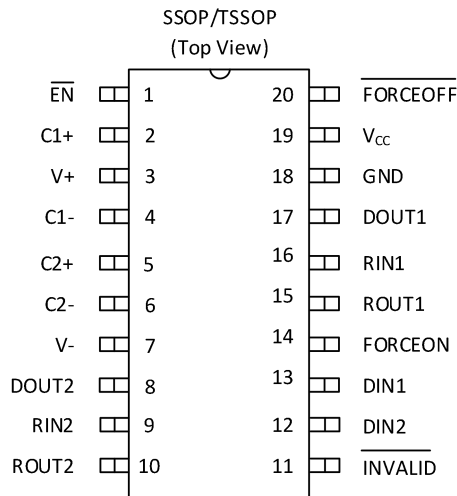 SSOP/TSSOP
(Top View)
EN 1 20 FORCEOFF
C1+ 2 19 VCC
V+ 3 18 GND
C1- 4 17 DOUT1
C2+ 5 16 RIN1
C2- 6 15 ROUT1
V- 7 14 FORCEON
DOUT2 8 13 DIN1
RIN2 9 12 DIN2
ROUT2 10 11 INVALID